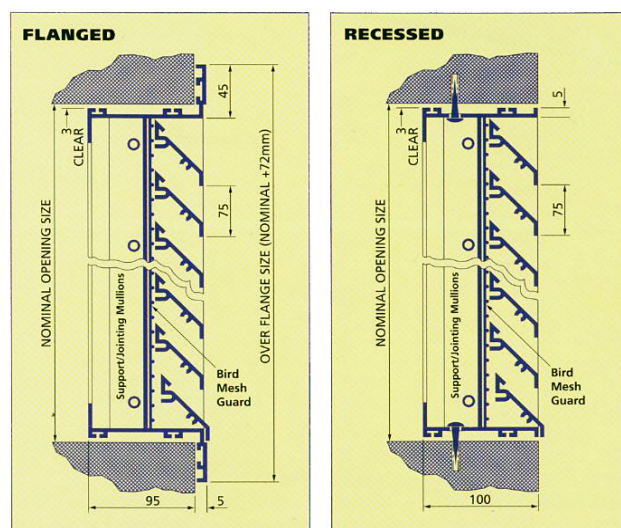 FLANGED
45
3
CLEAR
75
NOMINAL OPENING SIZE
OVER FLANGE SIZE (NOMINAL +72mm)
Support/Jointing Mullions
Bird
Mesh
Guard
95
5
RECESSED
5
3
CLEAR
75
NOMINAL OPENING SIZE
Support/Jointing Mullions
Bird
Mesh
Guard
100